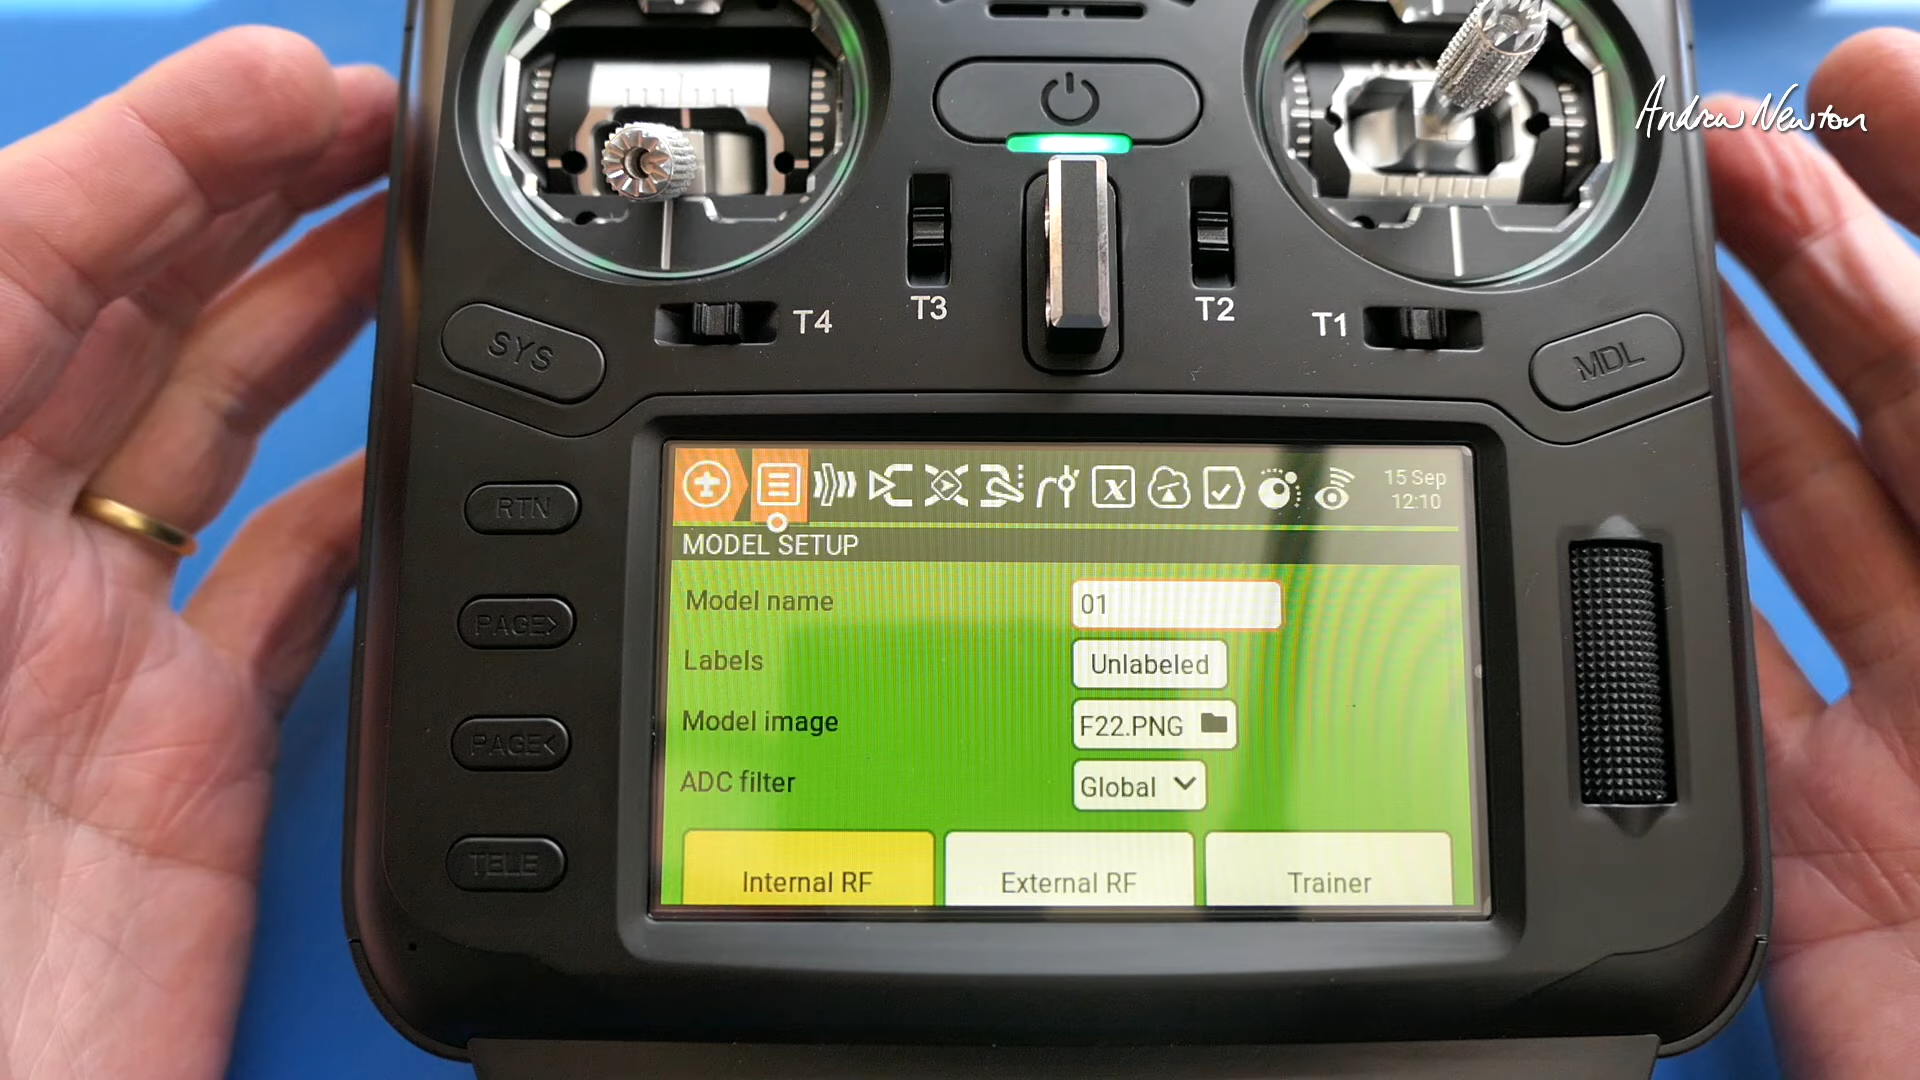 Andrew Newton
T4
T3
T2
T1
SYS
MDL
RTN
PAGE>
PAGE<
TELE
15 Sep
12:10
MODEL SETUP
Model name
01
Labels
Unlabeled
Model image
F22.PNG
ADC filter
Global
Internal RF
External RF
Trainer